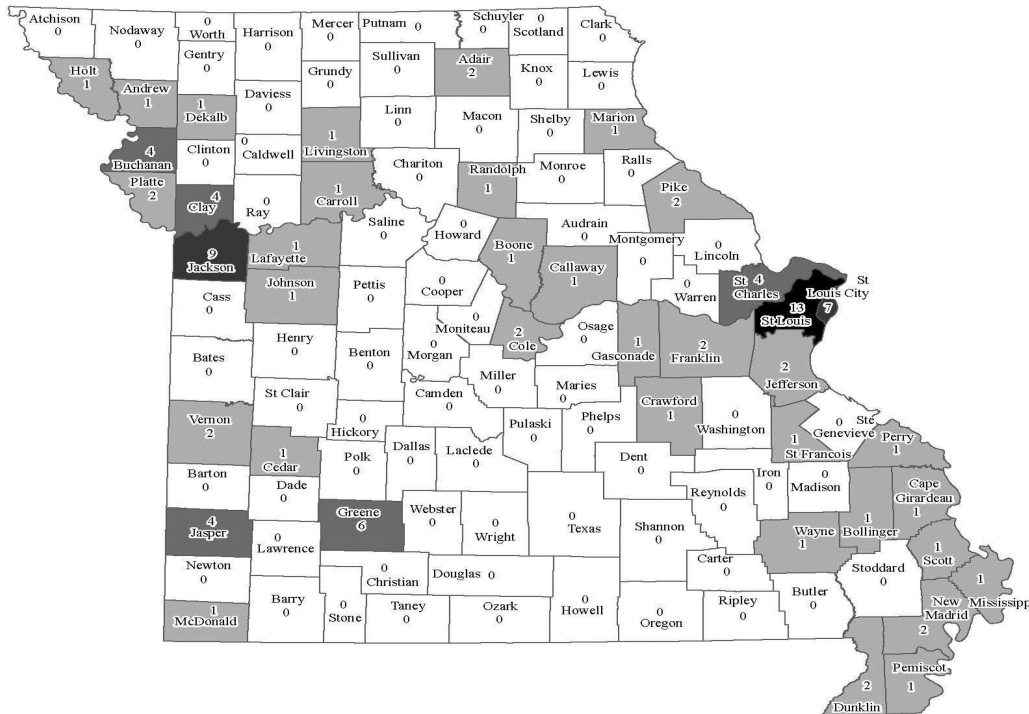 Atchison
0
Nodaway
0
0
Worth
Harrison
0
Mercer
0
Putnam
0
Schuyler
0
0
Scotland
Clark
0
Holt
1
Andrew
1
Gentry
0
1
Dekalb
Daviess
0
Grundy
0
Sullivan
0
Adair
2
Knox
0
Lewis
0
4
Buchanan
Clinton
0
0
Caldwell
1
Livingston
Linn
0
Macon
0
Shelby
0
Marion
1
Platte
2
4
Clay
0
Ray
1
Carroll
Chariton
0
Randolph
1
Monroe
0
Ralls
0
Pike
2
9
Jackson
1
Lafayette
Saline
0
0
Howard
Boone
1
Audrain
0
Callaway
1
Montgomery
0
0
Lincoln
0
Warren
St
4
Charles
St
Louis City
7
13
St Louis
Cass
0
Johnson
1
Pettis
0
0
Cooper
0
Moniteau
2
Cole
Osage
0
1
Gasconade
2
Franklin
2
Jefferson
Bates
0
Henry
0
Benton
0
Morgan
0
Miller
0
Maries
0
Crawford
1
0
Washington
Ste
0
Genevieve
1
St Francois
Perry
1
Vernon
2
St Clair
0
0
Hickory
Camden
0
Pulaski
0
Phelps
0
Cedar
1
Polk
0
Dallas
0
Laclede
0
Dent
0
Iron
0
0
Madison
Barton
0
Dade
0
Greene
6
Webster
0
0
Wright
0
Texas
Shannon
0
Reynolds
0
Wayne
1
1
Bollinger
Cape
Girardeau
1
4
Jasper
0
Lawrence
0
Christian
Douglas 0
Carter
0
Stoddard
0
1
Scott
1
Mississippi
Newton
0
Barry
0
0
Stone
Taney
0
Ozark
0
0
Howell
0
Oregon
Ripley
0
Butler
0
New
Madrid
2
1
McDonald
2
Dunklin
Pemiscot
1